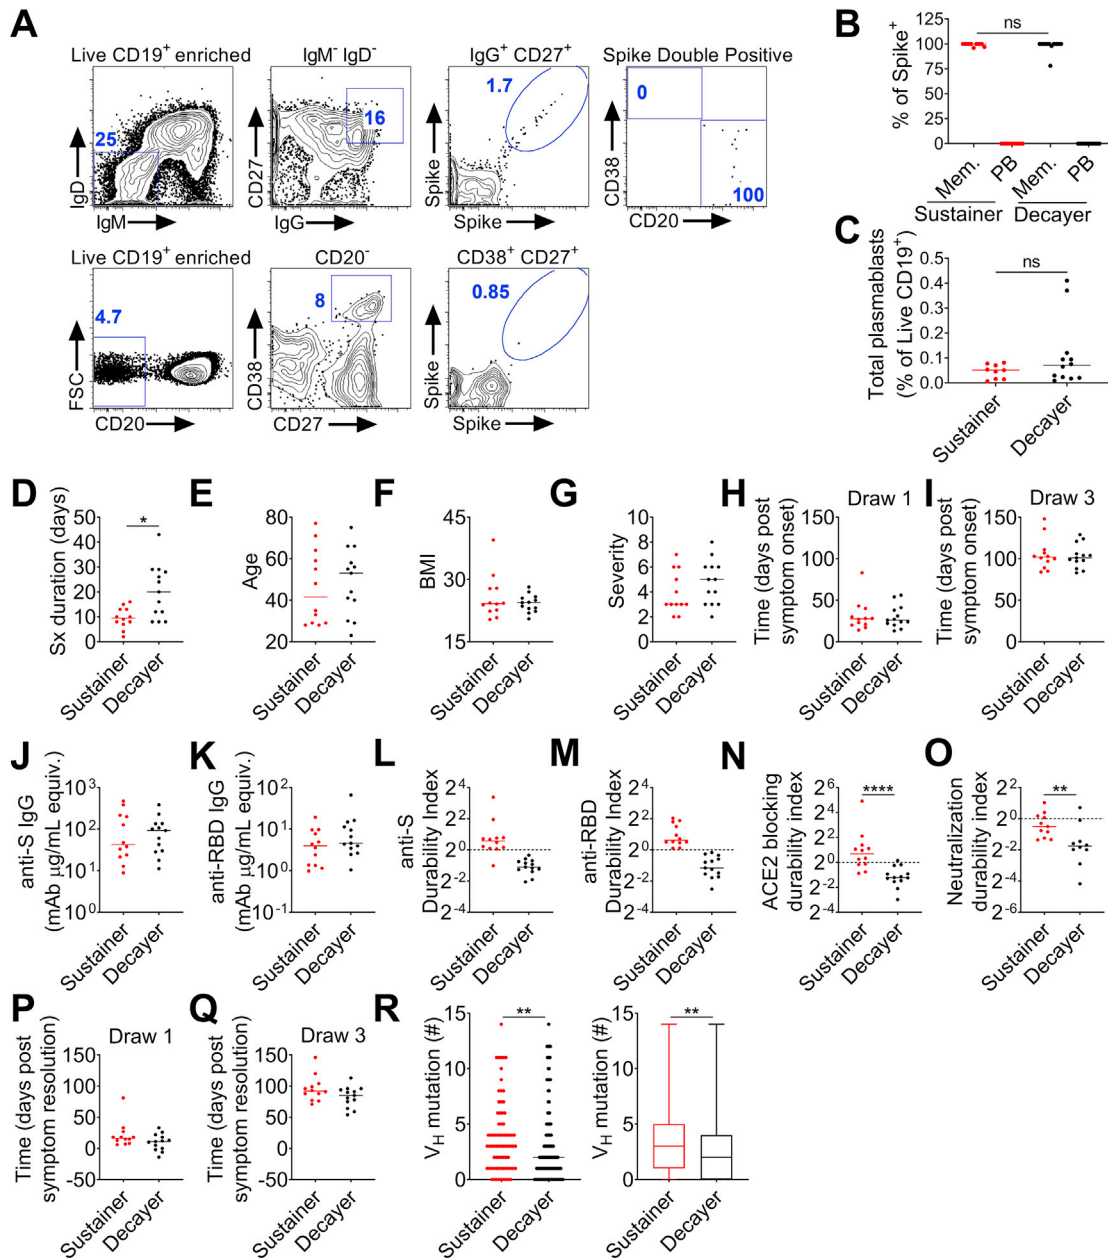 A
Live CD19⁺ enriched
IgM⁻ IgD⁻
IgG⁺ CD27⁺
Spike Double Positive
25
IgD
IgM
16
CD27
IgG
1.7
Spike
Spike
0
100
CD38
CD20
Live CD19⁺ enriched
CD20⁻
CD38⁺ CD27⁺
4.7
FSC
CD20
8
CD38
CD27
0.85
Spike
Spike
B
% of Spike⁺
125
100
75
50
25
0
ns
Mem.
PB
Mem.
PB
Sustainer
Decayer
C
Total plasmablasts
(% of Live CD19⁺)
0.5
0.4
0.3
0.2
0.1
0.0
ns
Sustainer
Decayer
D
Sx duration (days)
50
40
30
20
10
0
*
Sustainer
Decayer
E
Age
80
60
40
20
Sustainer
Decayer
F
BMI
45
30
15
Sustainer
Decayer
G
Severity
10
8
6
4
2
0
Sustainer
Decayer
H
Draw 1
Time (days post
symptom onset)
150
100
50
0
Sustainer
Decayer
I
Draw 3
Time (days post
symptom onset)
150
100
50
0
Sustainer
Decayer
J
anti-S IgG
(mAb µg/mL equiv.)
10³
10²
10¹
10⁰
Sustainer
Decayer
K
anti-RBD IgG
(mAb µg/mL equiv.)
10²
10¹
10⁰
10⁻¹
Sustainer
Decayer
L
anti-S
Durability Index
2⁴
2²
2⁰
2⁻²
2⁻⁴
Sustainer
Decayer
M
anti-RBD
Durability Index
2⁴
2²
2⁰
2⁻²
2⁻⁴
Sustainer
Decayer
N
ACE2 blocking
durability index
2⁶
2⁴
2²
2⁰
2⁻²
2⁻⁴
****
Sustainer
Decayer
O
Neutralization
durability index
2²
2⁰
2⁻²
2⁻⁴
2⁻⁶
**
Sustainer
Decayer
P
Draw 1
Time (days post
symptom resolution)
150
100
50
0
-50
Sustainer
Decayer
Q
Draw 3
Time (days post
symptom resolution)
150
100
50
0
-50
Sustainer
Decayer
R
V_H mutation (#)
15
10
5
0
**
Sustainer
Decayer
V_H mutation (#)
15
10
5
0
**
Sustainer
Decayer